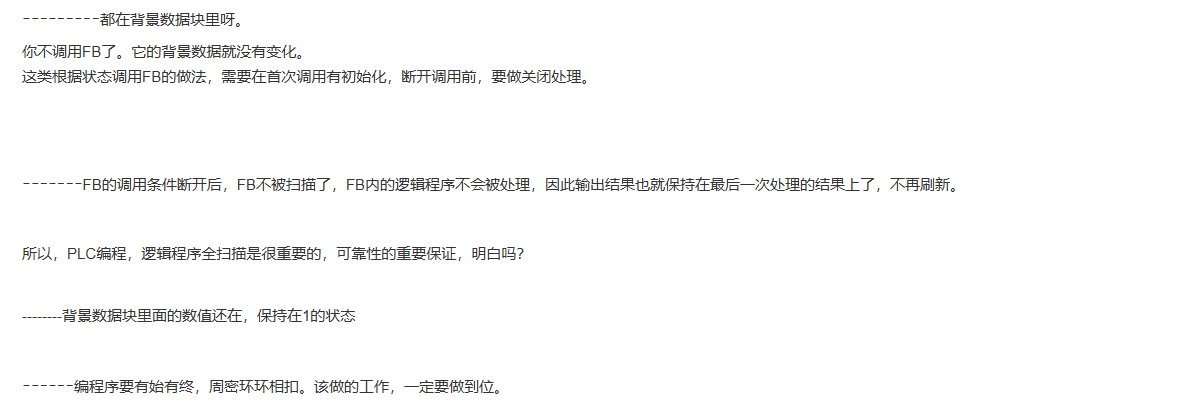 ---------都在背景数据块里呀。
你不调用FB了。它的背景数据就没有变化。
这类根据状态调用FB的做法，需要在首次调用有初始化，断开调用前，要做关闭处理。
-------FB的调用条件断开后，FB不被扫描了，FB内的逻辑程序不会被处理，因此输出结果也就保持在最后一次处理的结果上了，不再刷新。
所以，PLC编程，逻辑程序全扫描是很重要的，可靠性的重要保证，明白吗？
--------背景数据块里面的数值还在，保持在1的状态
------编程序要有始有终，周密环环相扣。该做的工作，一定要做到位。